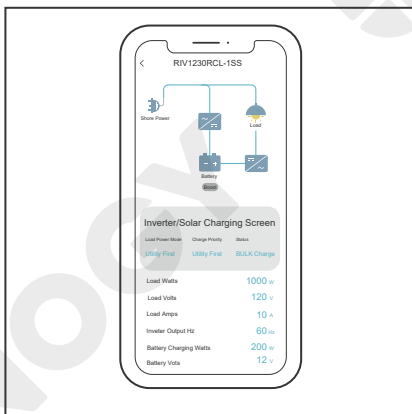 RIV1230RCL-1SS
Shore Power
Load
Battery
Boost
Inverter/Solar Charging Screen
Load Power Mode Charge Priority Status
Utility First Utility First BULK Charge
Load Watts 1000 W
Load Volts 120 V
Load Amps 10 A
Inveter Output Hz 60 Hz
Battery Charging Watts 200 W
Battery Vots 12 V